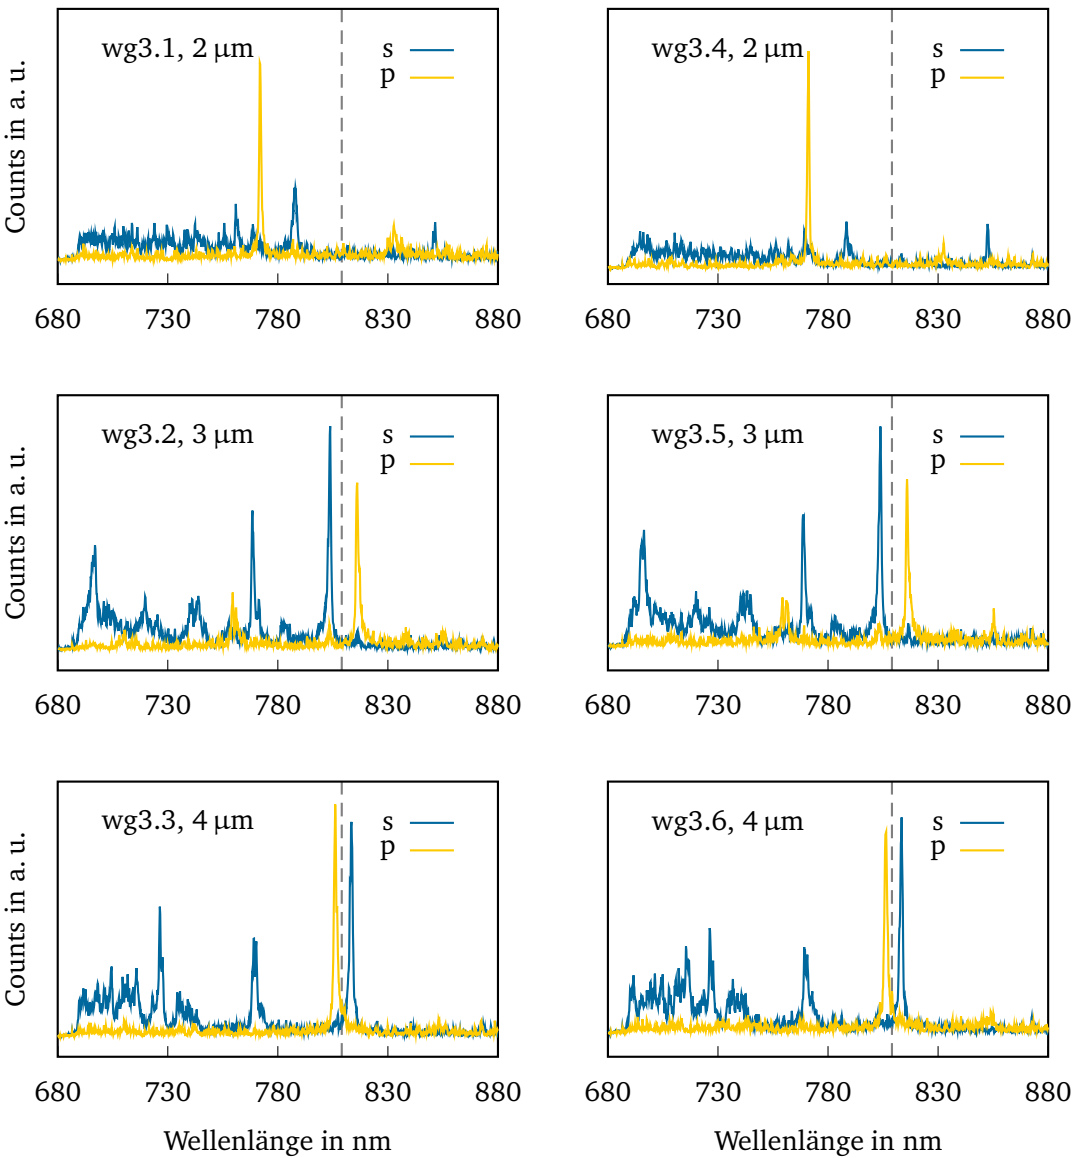 wg3.1, 2 µm
s
p
Counts in a. u.
680 730 780 830 880
wg3.4, 2 µm
s
p
680 730 780 830 880
wg3.2, 3 µm
s
p
Counts in a. u.
680 730 780 830 880
wg3.5, 3 µm
s
p
680 730 780 830 880
wg3.3, 4 µm
s
p
Counts in a. u.
680 730 780 830 880
Wellenlänge in nm
wg3.6, 4 µm
s
p
680 730 780 830 880
Wellenlänge in nm